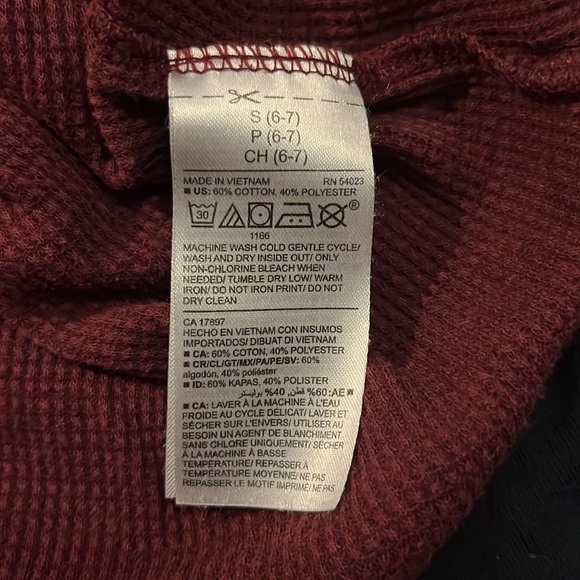 S (6-7)
P (6-7)
CH (6-7)
MADE IN VIETNAM RN 54023
■ US: 60% COTTON, 40% POLYESTER
30 ®
1166
MACHINE WASH COLD GENTLE CYCLE/
WASH AND DRY INSIDE OUT/ ONLY
NON-CHLORINE BLEACH WHEN
NEEDED/ TUMBLE DRY LOW/ WARM
IRON/ DO NOT IRON PRINT/ DO NOT
DRY CLEAN
CA 17897
HECHO EN VIETNAM CON INSUMOS
IMPORTADOS/ DIBUAT DI VIETNAM
■ CA: 60% COTON, 40% POLYESTER
■ CR/CL/GT/MX/PA/PE/SV: 60%
algodón, 40% poliéster
■ ID: 60% KAPAS, 40% POLISTER
■ AE: 60% قطن, 40% بوليستر
■ CA: LAVER À LA MACHINE À L'EAU
FROIDE AU CYCLE DÉLICAT/ LAVER ET
SÉCHER SUR L'ENVERS/ UTILISER AU
BESOIN UN AGENT DE BLANCHIMENT
SANS CHLORE UNIQUEMENT/ SÉCHER
À LA MACHINE À BASSE
TEMPÉRATURE/ REPASSER À
TEMPÉRATURE MOYENNE/ NE PAS
REPASSER LE MOTIF IMPRIMÉ/ NE PAS